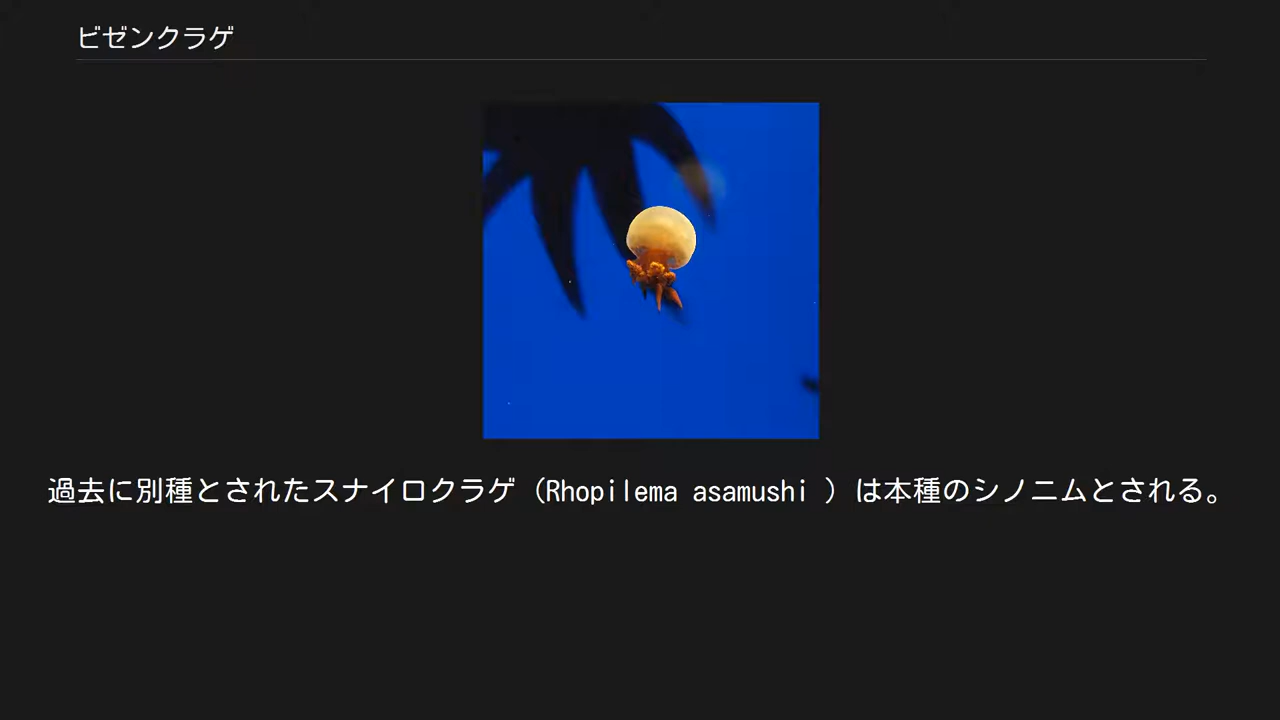 ビゼンクラゲ
過去に別種とされたスナイロクラゲ（Rhopilema asamushi ）は本種のシノニムとされる。